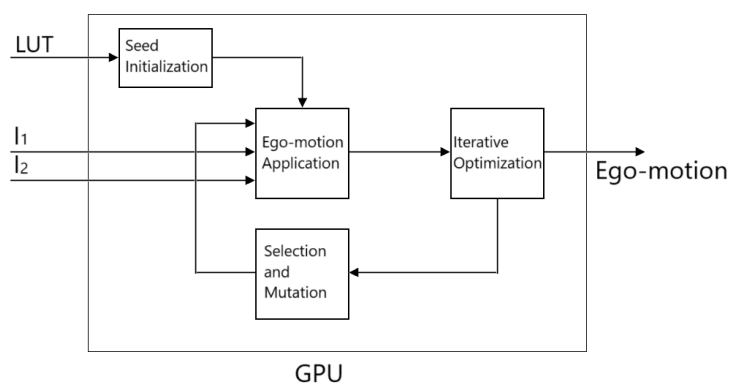 LUT
Seed
Initialization
I₁
I₂
Ego-motion
Application
Iterative
Optimization
Ego-motion
Selection
and
Mutation
GPU